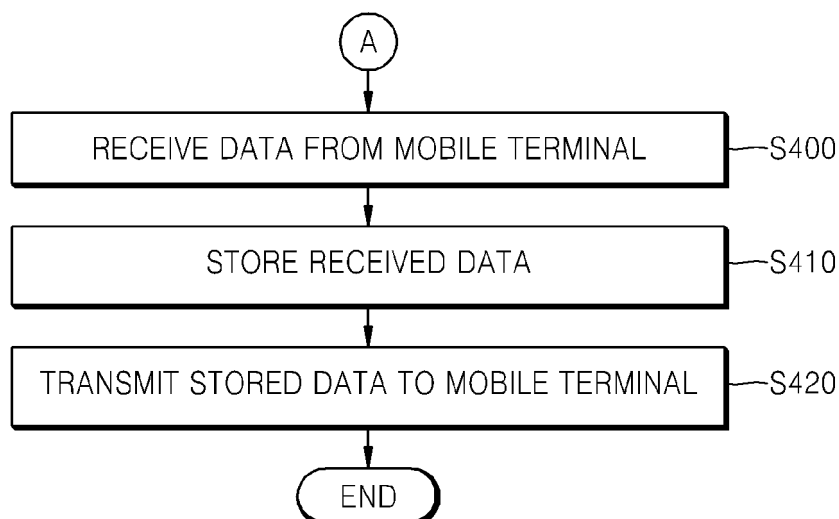 A
RECEIVE DATA FROM MOBILE TERMINAL
S400
STORE RECEIVED DATA
S410
TRANSMIT STORED DATA TO MOBILE TERMINAL
S420
END